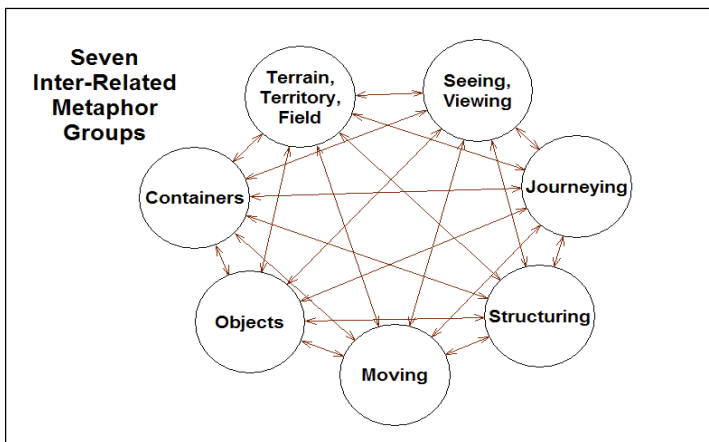 Seven
Inter-Related
Metaphor
Groups
Terrain,
Territory,
Field
Seeing,
Viewing
Containers
Journeying
Objects
Structuring
Moving